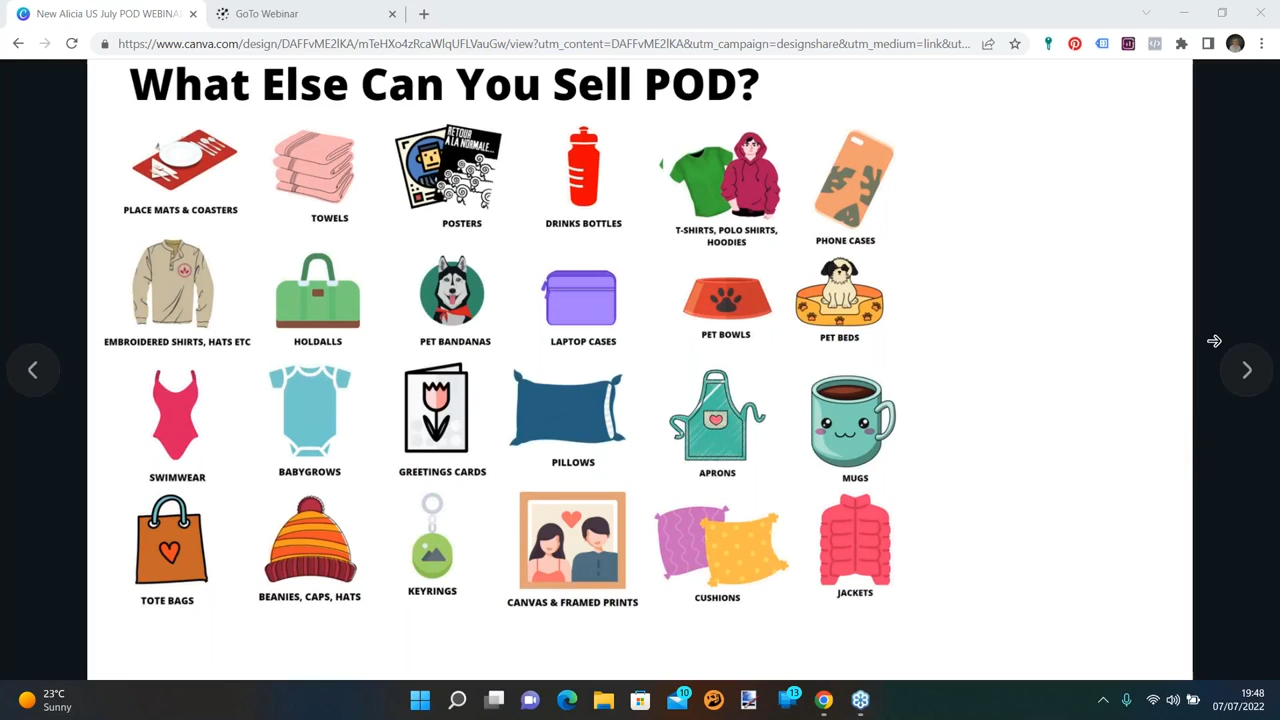 New Alicia US July POD WEBINA
GoTo Webinar
https://www.canva.com/design/DAFfvME2lKA/mTeHXo4zRcaWlqtJFLVauGw/view?utm_content=DAFfvME2lKA&utm_campaign=designshare&utm_medium=link&ut...
What Else Can You Sell POD?
RETOUR
A LA NORMALE...
PLACE MATS & COASTERS
TOWELS
POSTERS
DRINKS BOTTLES
T-SHIRTS, POLO SHIRTS,
HOODIES
PHONE CASES
EMBROIDERED SHIRTS, HATS ETC
HOLDALLS
PET BANDANAS
LAPTOP CASES
PET BOWLS
PET BEDS
SWIMWEAR
BABYGROWS
GREETINGS CARDS
PILLOWS
APRONS
MUGS
TOTE BAGS
BEANIES, CAPS, HATS
KEYRINGS
CANVAS & FRAMED PRINTS
CUSHIONS
JACKETS
23°C
Sunny
10
13
19:48
07/07/2022